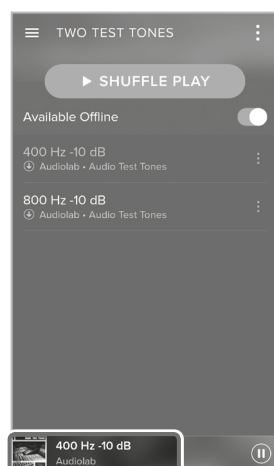 TWO TEST TONES
SHUFFLE PLAY
Available Offline
400 Hz -10 dB
Audiolab • Audio Test Tones
800 Hz -10 dB
Audiolab • Audio Test Tones
400 Hz -10 dB
Audiolab